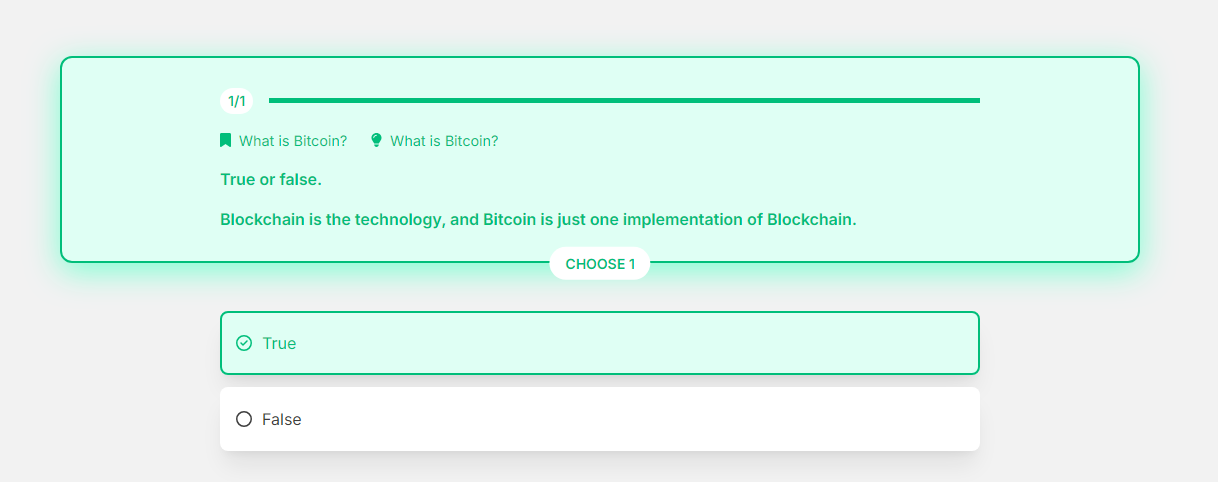 1/1
What is Bitcoin? What is Bitcoin?
True or false.
Blockchain is the technology, and Bitcoin is just one implementation of Blockchain.
CHOOSE 1
True
False